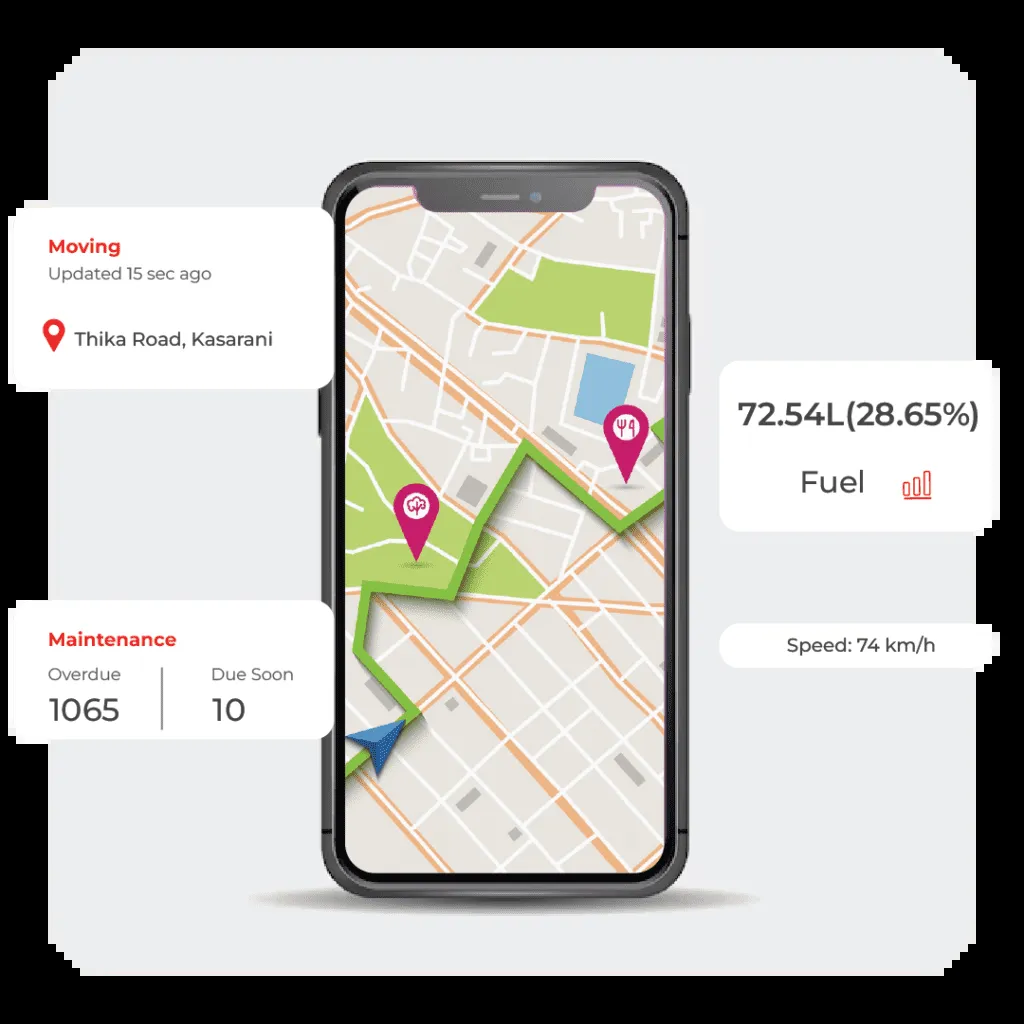 Moving
Updated 15 sec ago
Thika Road, Kasarani
72.54L(28.65%)
Fuel
Maintenance
Overdue
Due Soon
1065
10
Speed: 74 km/h